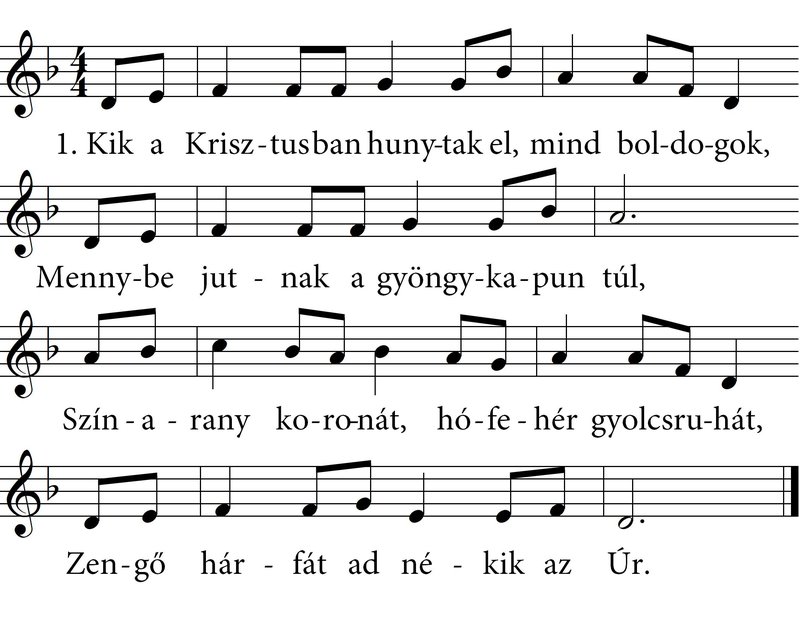 4
4
1. Kik a Krisz-tusban huny-tak el, mind bol-do-gok,
Menny-be jut - nak a gyöngy-ka-pun túl,
Szín-a - rany ko-ro-nát, hó-fe-hér gyolcsru-hát,
Zen-gő hár - fát ad né - kik az Úr.